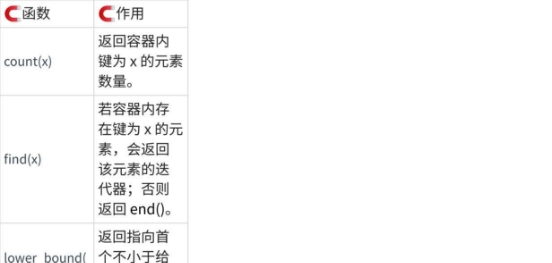 函数
作用
count(x)
返回容器内
键为 x 的元素
数量。
find(x)
若容器内存
在键为 x 的元
素，会返回
该元素的迭
代器；否则
返回 end()。
lower_bound(
返回指向首
个不小于给